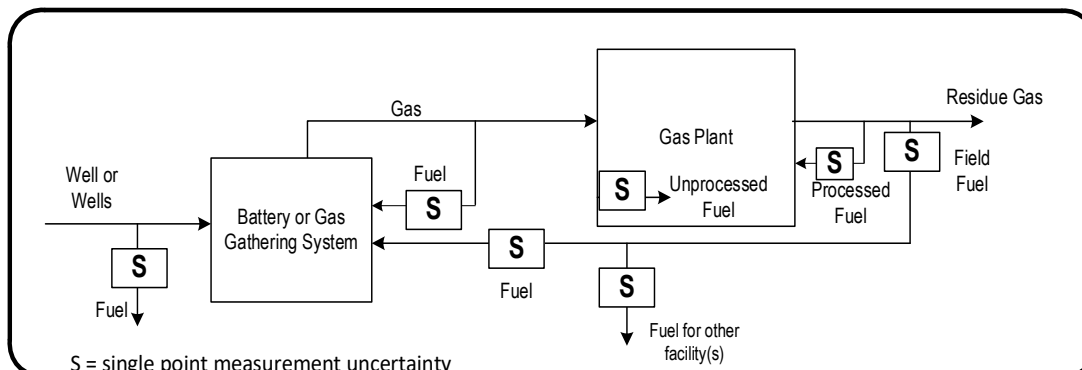 Residue Gas
Gas
Gas Plant
S
Field
Fuel
Well or
Wells
Fuel
S
S
Unprocessed
Fuel
S
Processed
Fuel
Battery or Gas
Gathering System
S
Fuel
S
Fuel
S
Fuel for other
facility(s)
S = single point measurement uncertainty